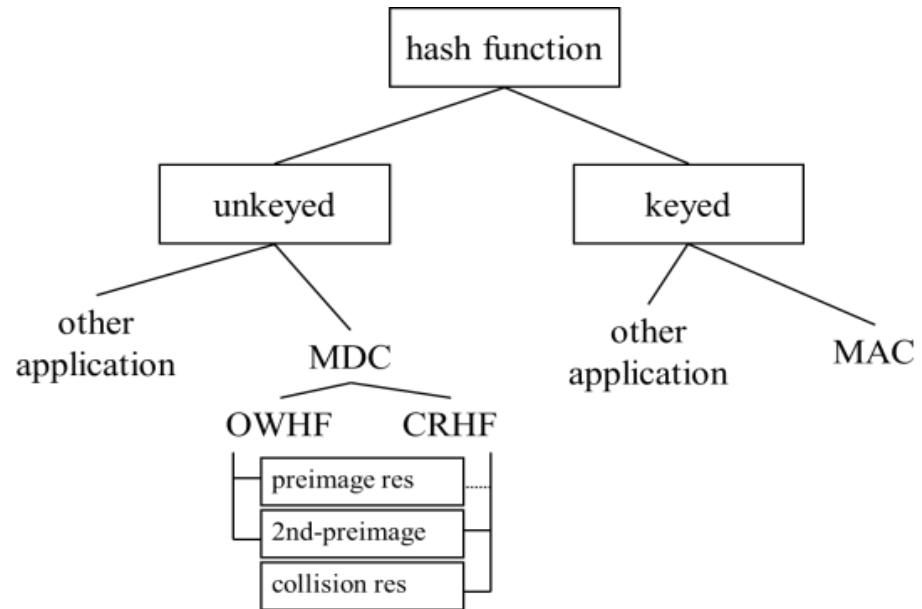 hash function
unkeyed
keyed
other
application
MDC
other
application
MAC
OWHF
CRHF
preimage res
2nd-preimage
collision res